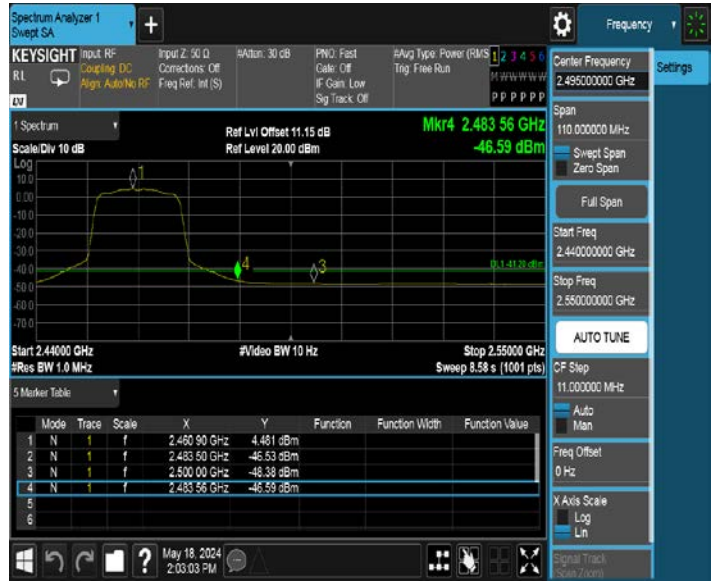 Spectrum Analyzer 1
Swept SA
Frequency
KEYSIGHT
RL
Input: RF
Coupling: DC
Align: Auto/No RF
Input Z: 50 Ω
Corrections: Off
Freq Ref: Int (S)
#Atten: 30 dB
PNO: Fast
Gate: Off
IF Gain: Low
Sig Track: Off
#Avg Type: Power (RMS
Trig: Free Run
1 2 3 4 5 6
M W W W W W
P P P P P P
Center Frequency
2.495000000 GHz
Settings
Span
110.000000 MHz
Swept Span
Zero Span
Full Span
Start Freq
2.440000000 GHz
Stop Freq
2.550000000 GHz
AUTO TUNE
CF Step
11.000000 MHz
Auto
Man
Freq Offset
0 Hz
X Axis Scale
Log
Lin
Signal Track
(Span Zoom)
1 Spectrum
Scale/Div 10 dB
Ref Lvl Offset 11.15 dB
Ref Level 20.00 dBm
Mkr4 2.483 56 GHz
-46.59 dBm
Log
10.0
0.00
-10.0
-20.0
-30.0
-40.0
-50.0
-60.0
-70.0
1
4
3
DL1 -41.20 dBm
Start 2.44000 GHz
#Video BW 10 Hz
Stop 2.55000 GHz
#Res BW 1.0 MHz
Sweep 8.58 s (1001 pts)
5 Marker Table
Mode Trace Scale X Y Function Function Width Function Value
1 N 1 f 2.460 90 GHz 4.481 dBm
2 N 1 f 2.483 50 GHz -46.53 dBm
3 N 1 f 2.500 00 GHz -48.38 dBm
4 N 1 f 2.483 56 GHz -46.59 dBm
5
6
?
May 18, 2024
2:03:03 PM